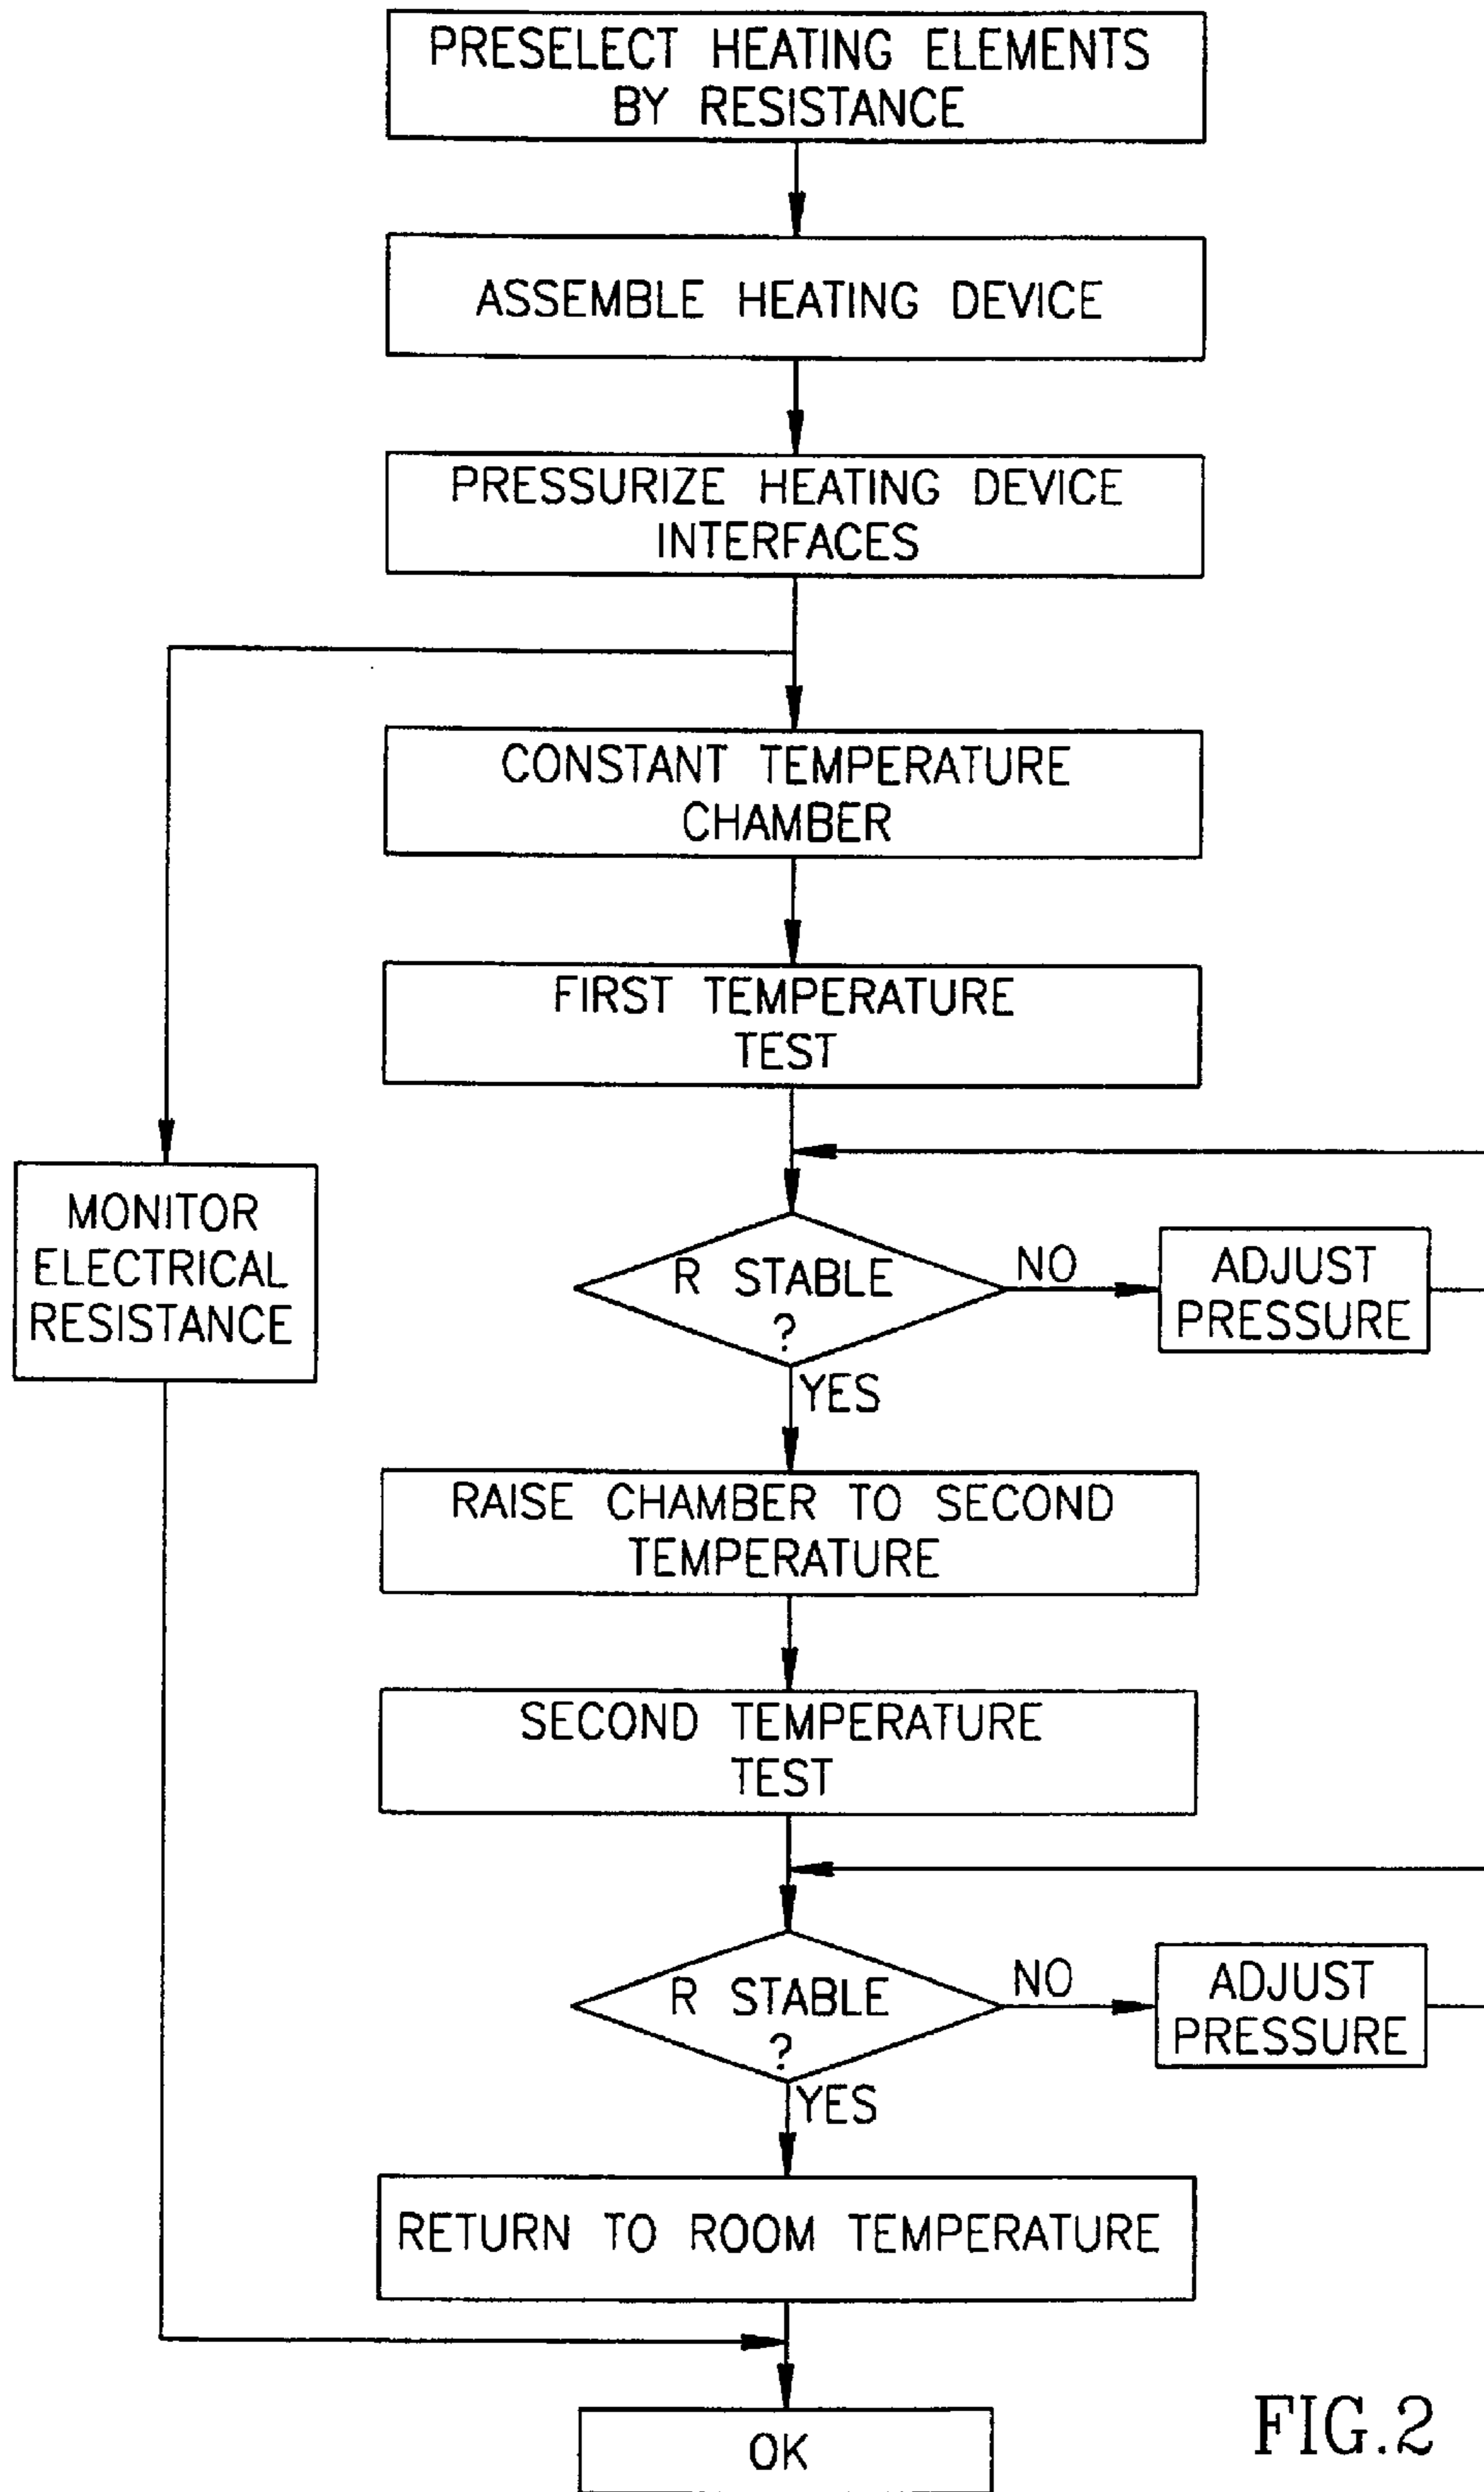 PRESELECT HEATING ELEMENTS
BY RESISTANCE
ASSEMBLE HEATING DEVICE
PRESSURIZE HEATING DEVICE
INTERFACES
CONSTANT TEMPERATURE
CHAMBER
FIRST TEMPERATURE
TEST
MONITOR
ELECTRICAL
RESISTANCE
R STABLE
?
NO
ADJUST
PRESSURE
YES
RAISE CHAMBER TO SECOND
TEMPERATURE
SECOND TEMPERATURE
TEST
R STABLE
?
NO
ADJUST
PRESSURE
YES
RETURN TO ROOM TEMPERATURE
OK
FIG.2